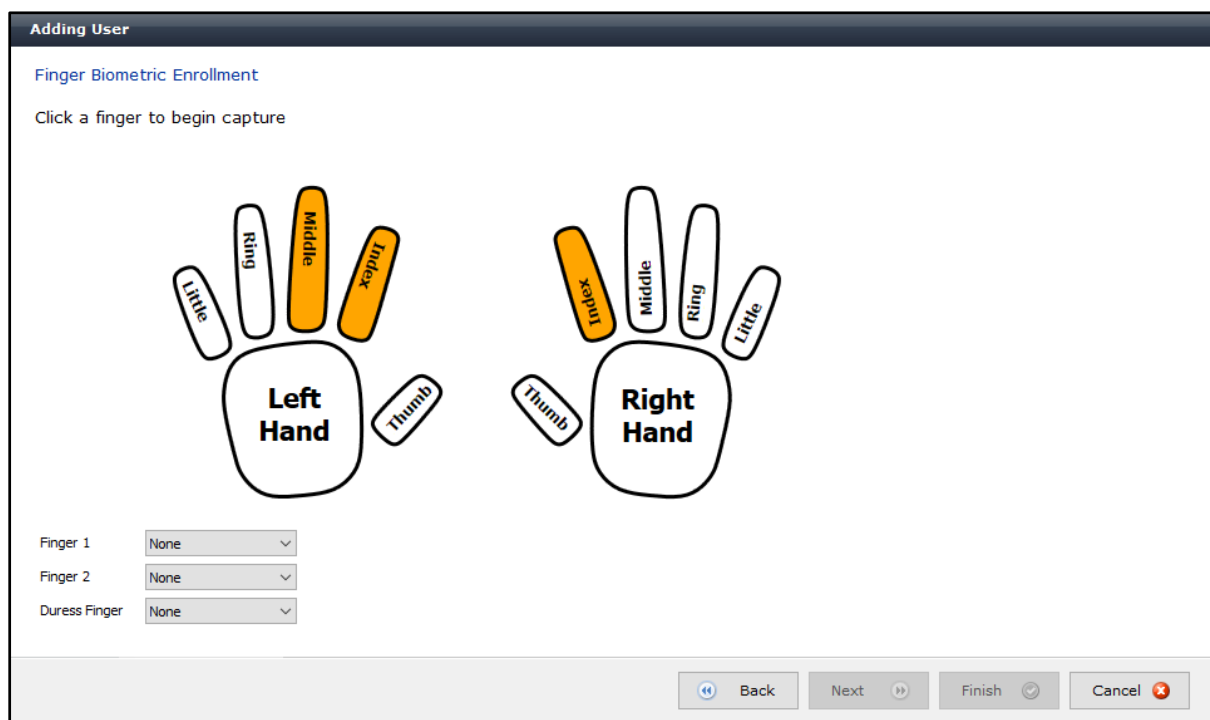 Adding User
Finger Biometric Enrollment
Click a finger to begin capture
Little
Ring
Middle
Index
Thumb
Left
Hand
Thumb
Index
Middle
Ring
Little
Right
Hand
Finger 1 None
Finger 2 None
Duress Finger None
Back Next Finish Cancel